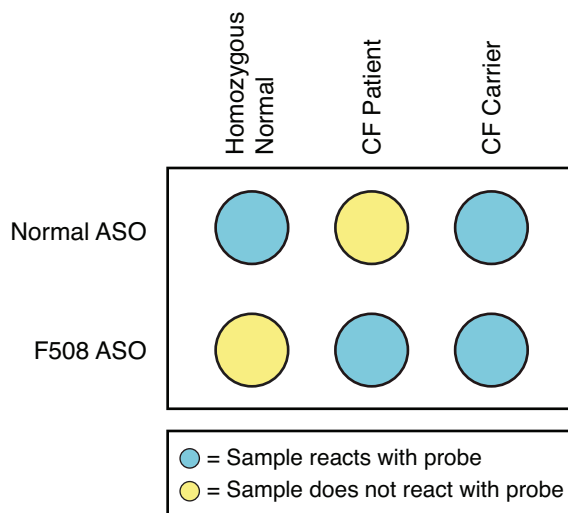 Homozygous
Normal
CF Patient
CF Carrier
Normal ASO
F508 ASO
= Sample reacts with probe
= Sample does not react with probe